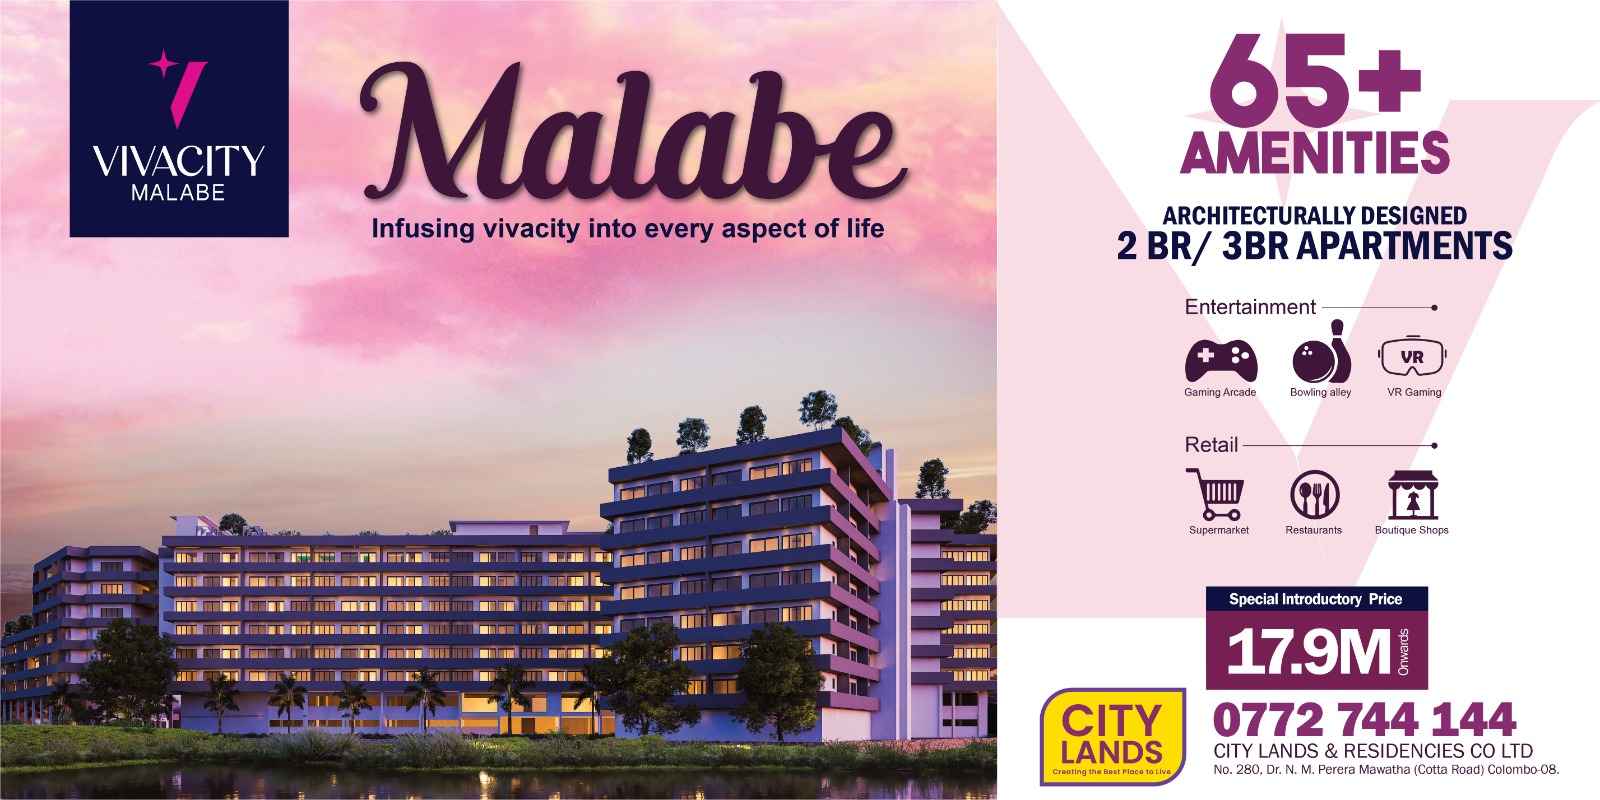 VIVACITY
MALABE
Malabe
Infusing vivacity into every aspect of life
65+
AMENITIES
ARCHITECTURALLY DESIGNED
2 BR/ 3BR APARTMENTS
Entertainment
VR
Gaming Arcade Bowling alley VR Gaming
Retail
Supermarket Restaurants Boutique Shops
Special Introductory Price
17.9M Onwards
CITY
LANDS
Creating the Best Place to Live
0772 744 144
CITY LANDS & RESIDENCIES CO LTD
No. 280, Dr. N. M. Perera Mawatha (Cotta Road) Colombo-08.